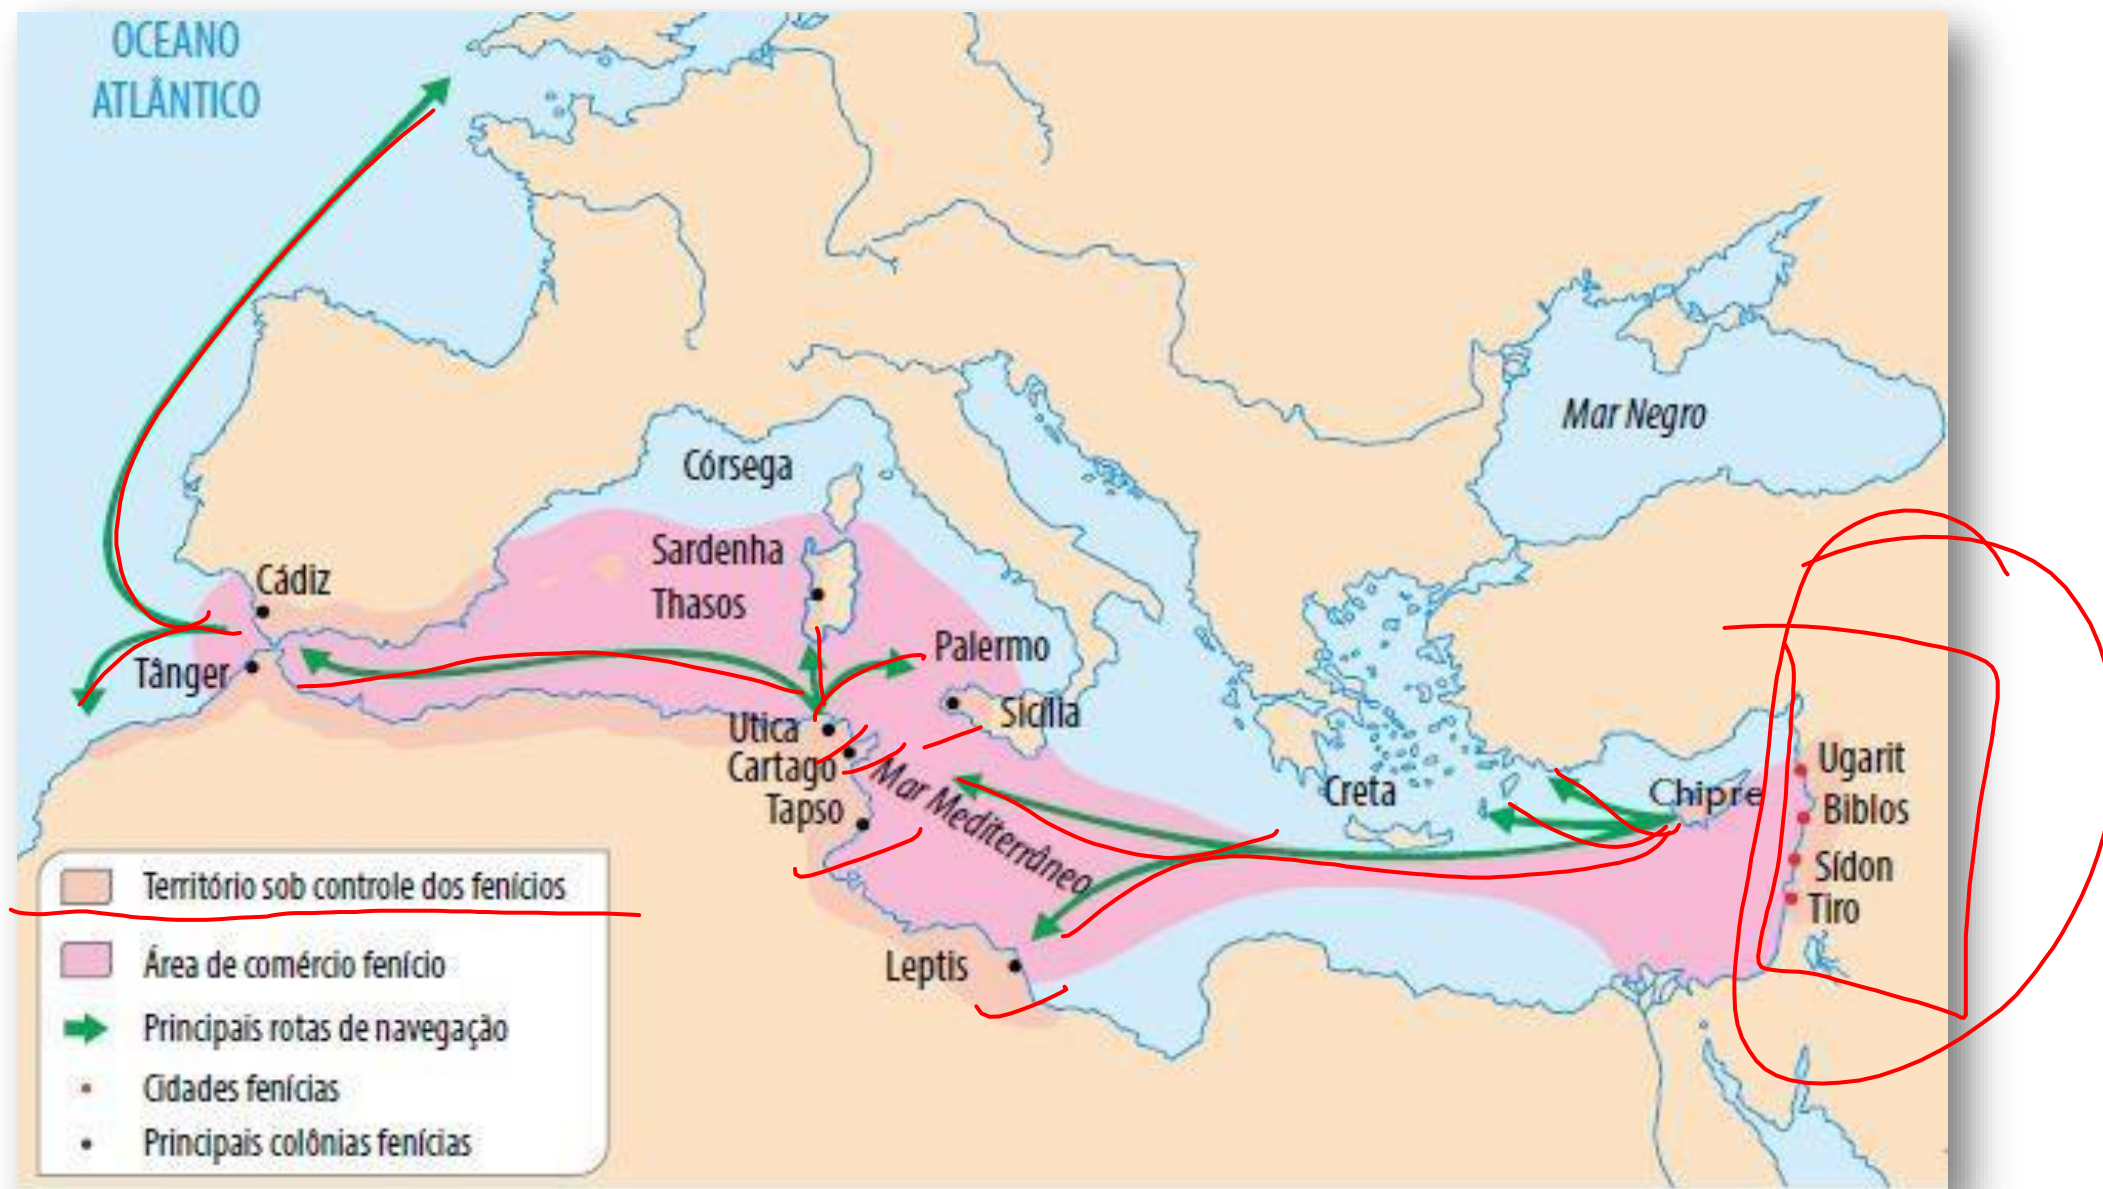 OCEANO
ATLÂNTICO
Mar Negro
Córsega
Sardenha
Thasos
Cádiz
Tânger
Palermo
Sicília
Utica
Cartago
Tapso
Mar Mediterrâneo
Creta
Chipre
Ugarit
Biblos
Sídon
Tiro
Leptis
Território sob controle dos fenícios
Área de comércio fenício
Principais rotas de navegação
Cidades fenícias
Principais colônias fenícias